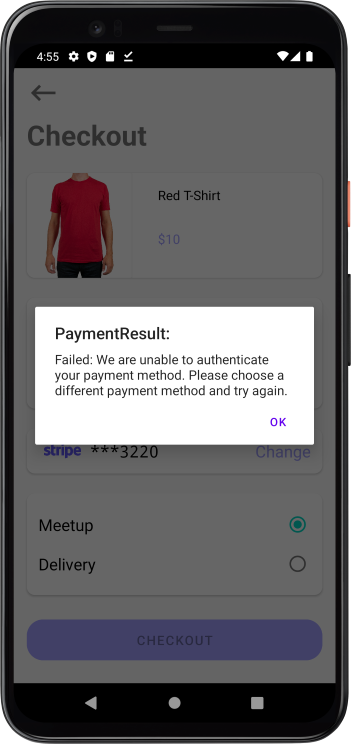 4:55
Checkout
Red T-Shirt
$10
PaymentResult:
Failed: We are unable to authenticate
your payment method. Please choose a
different payment method and try again.
OK
stripe ***3220 Change
Meetup
Delivery
CHECKOUT